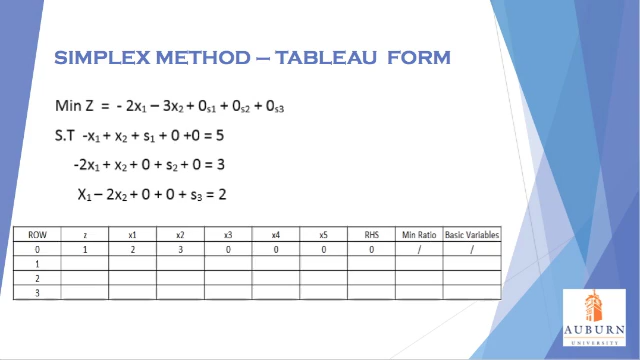 SIMPLEX METHOD – TABLEAU FORM
Min Z = - 2x₁ – 3x₂ + 0ₛ₁ + 0ₛ₂ + 0ₛ₃
S.T -x₁ + x₂ + s₁ + 0 +0 = 5
-2x₁ + x₂ + 0 + s₂ + 0 = 3
X₁ – 2x₂ + 0 + 0 + s₃ = 2
ROW z x1 x2 x3 x4 x5 RHS Min Ratio Basic Variables
0 1 2 3 0 0 0 0 / /
1
2
3
AUBURN
UNIVERSITY